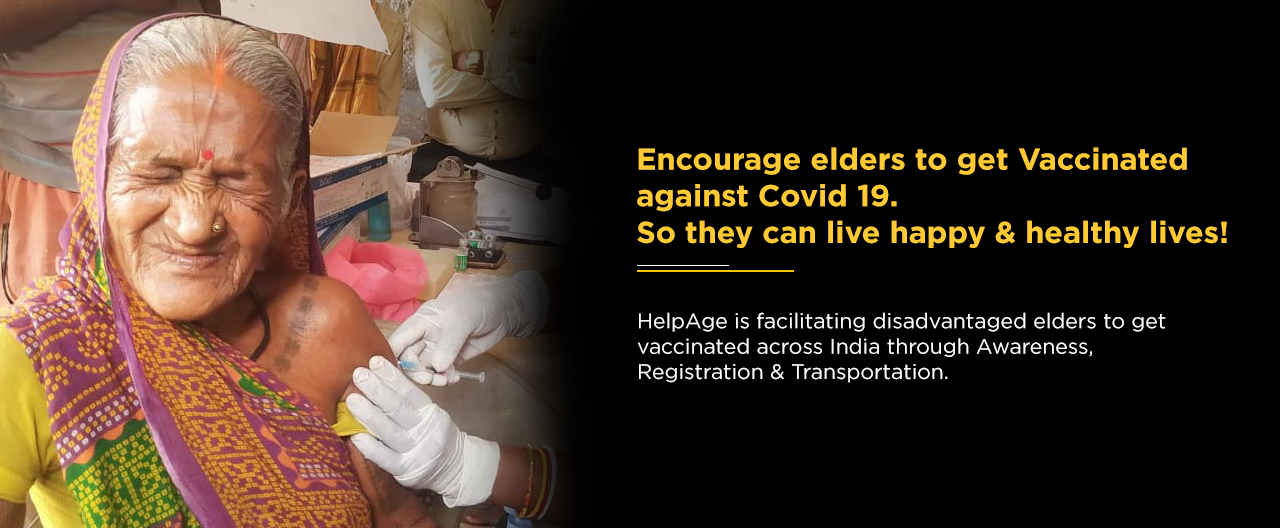 Encourage elders to get Vaccinated
against Covid 19.
So they can live happy & healthy lives!
HelpAge is facilitating disadvantaged elders to get
vaccinated across India through Awareness,
Registration & Transportation.